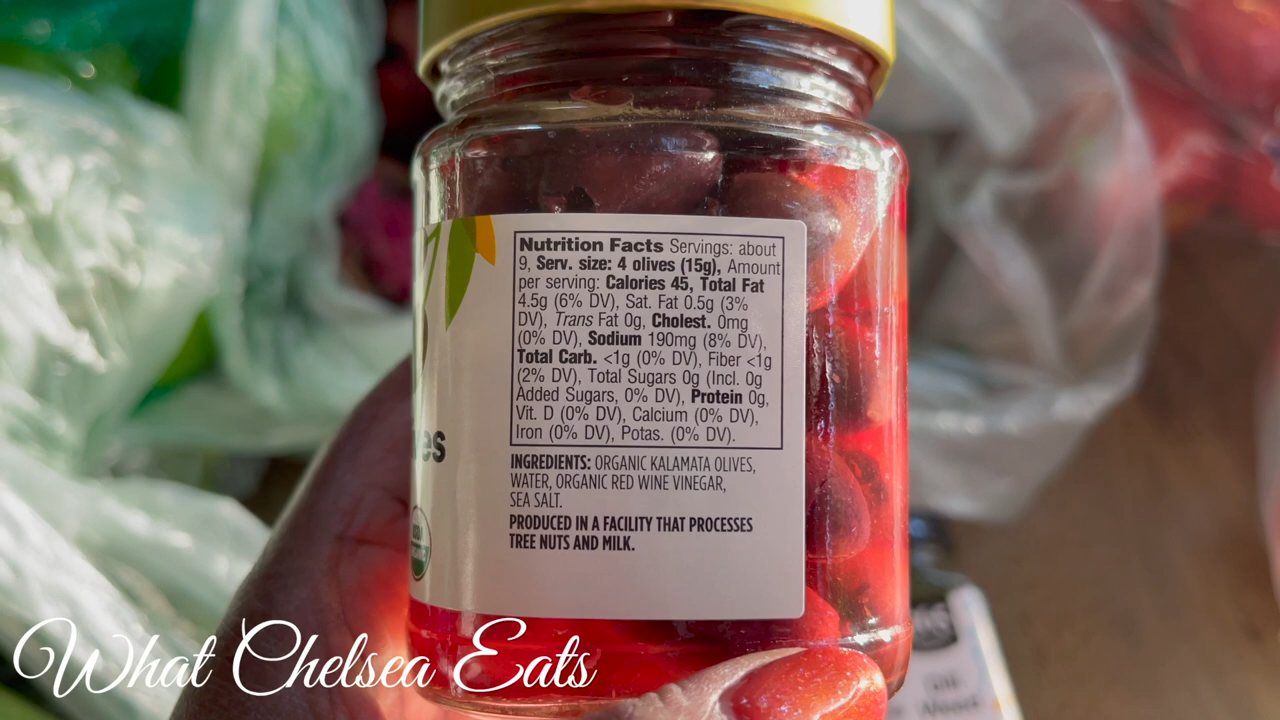 Nutrition Facts Servings: about
9, Serv. size: 4 olives (15g), Amount
per serving: Calories 45, Total Fat
4.5g (6% DV), Sat. Fat 0.5g (3%
DV), Trans Fat 0g, Cholest. 0mg
(0% DV), Sodium 190mg (8% DV),
Total Carb. <1g (0% DV), Fiber <1g
(2% DV), Total Sugars 0g (Incl. 0g
Added Sugars, 0% DV), Protein 0g,
Vit. D (0% DV), Calcium (0% DV),
Iron (0% DV), Potas. (0% DV).
INGREDIENTS: ORGANIC KALAMATA OLIVES,
WATER, ORGANIC RED WINE VINEGAR,
SEA SALT.
PRODUCED IN A FACILITY THAT PROCESSES
TREE NUTS AND MILK.
es
Dill
Weed
What Chelsea Eats